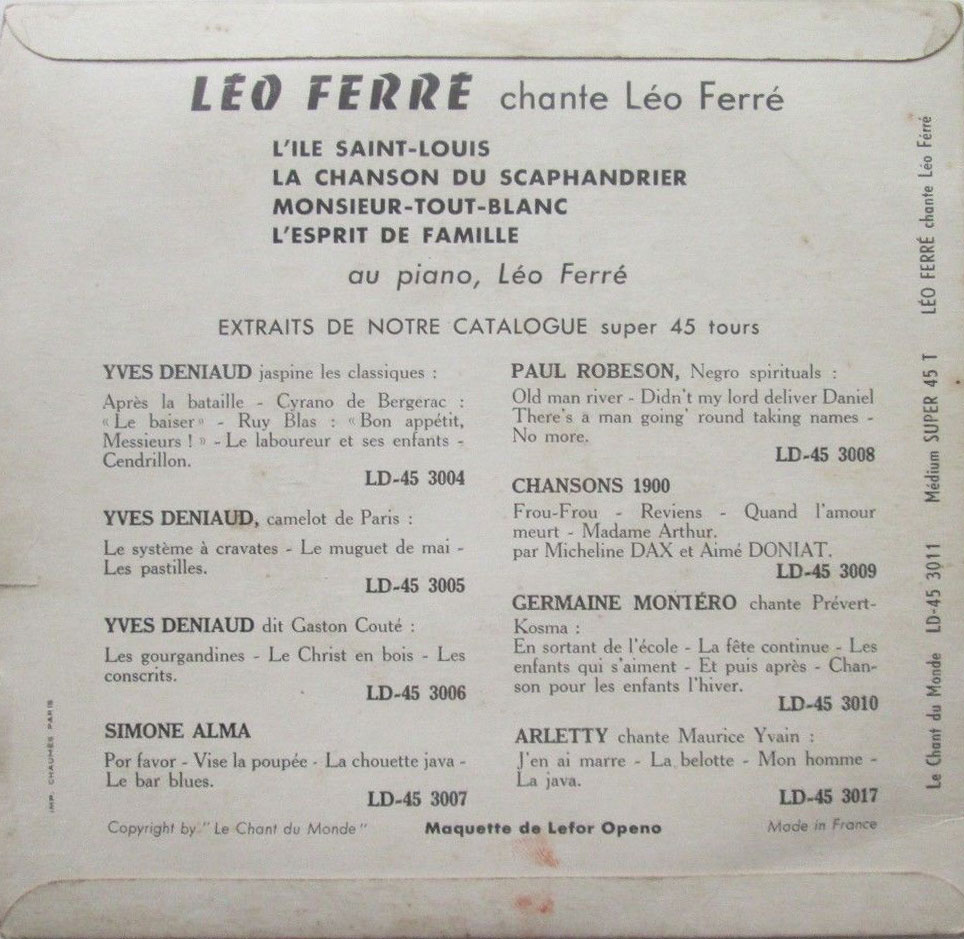 LÉO FERRÉ chante Léo Ferré
L'ILE SAINT-LOUIS
LA CHANSON DU SCAPHANDRIER
MONSIEUR-TOUT-BLANC
L'ESPRIT DE FAMILLE
au piano, Léo Ferré
EXTRAITS DE NOTRE CATALOGUE super 45 tours
YVES DENIAUD jaspine les classiques :
Après la bataille - Cyrano de Bergerac :
« Le baiser » - Ruy Blas : « Bon appétit,
Messieurs ! » - Le laboureur et ses enfants -
Cendrillon.
LD-45 3004
YVES DENIAUD, camelot de Paris :
Le système à cravates - Le muguet de mai -
Les pastilles.
LD-45 3005
YVES DENIAUD dit Gaston Couté :
Les gourgandines - Le Christ en bois - Les
conscrits.
LD-45 3006
SIMONE ALMA
Por favor - Vise la poupée - La chouette java -
Le bar blues.
LD-45 3007
PAUL ROBESON, Negro spirituals :
Old man river - Didn't my lord deliver Daniel
There's a man going' round taking names -
No more.
LD-45 3008
CHANSONS 1900
Frou-Frou - Reviens - Quand l'amour
meurt - Madame Arthur.
par Micheline DAX et Aimé DONIAT.
LD-45 3009
GERMAINE MONTÉRO chante Prévert-
Kosma :
En sortant de l'école - La fête continue - Les
enfants qui s'aiment - Et puis après - Chan-
son pour les enfants l'hiver.
LD-45 3010
ARLETTY chante Maurice Yvain :
J'en ai marre - La belotte - Mon homme -
La java.
LD-45 3017
Copyright by " Le Chant du Monde "
Maquette de Lefor Openo
Made in France
IMP. CHAUMÈS PARIS
Le Chant du Monde LD-45 3011 Médium SUPER 45 T LÉO FERRÉ chante Léo Férré